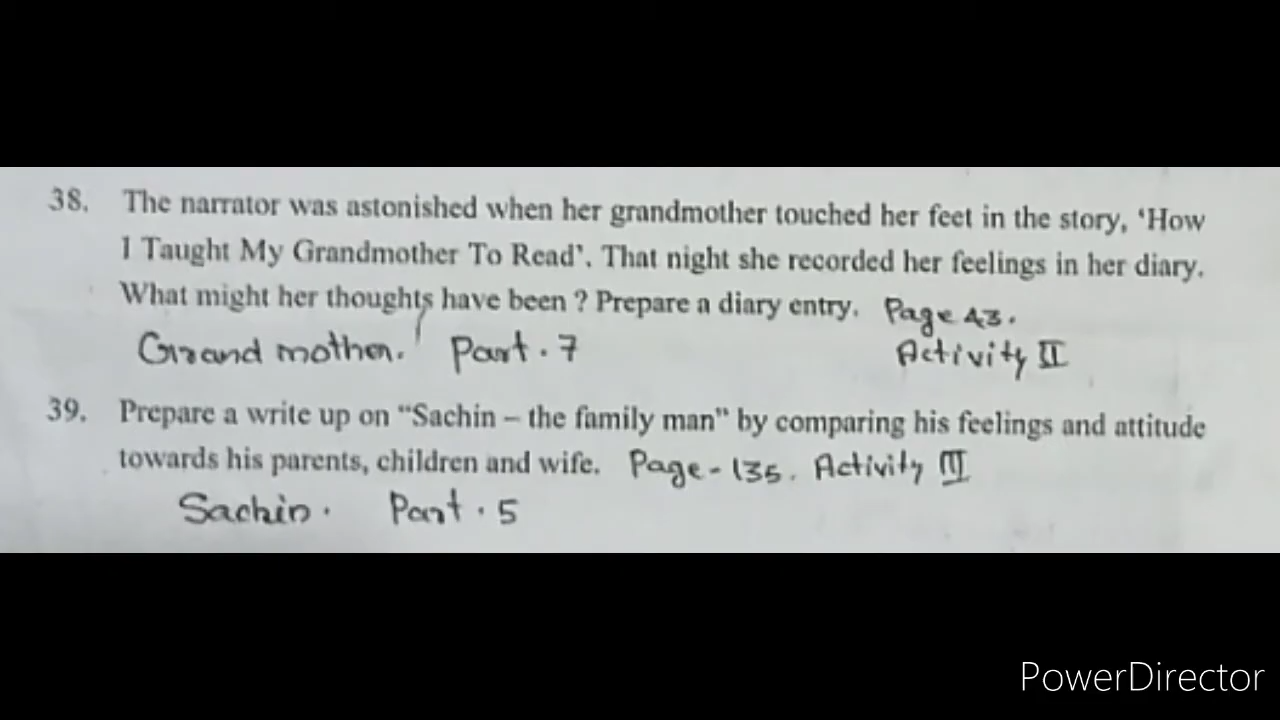 38. The narrator was astonished when her grandmother touched her feet in the story, ‘How
I Taught My Grandmother To Read’. That night she recorded her feelings in her diary.
What might her thoughts have been ? Prepare a diary entry. Page 43.
Grand mother. Part . 7 Activity II
39. Prepare a write up on “Sachin – the family man” by comparing his feelings and attitude
towards his parents, children and wife. Page - 135. Activity III
Sachin . Part . 5
PowerDirector